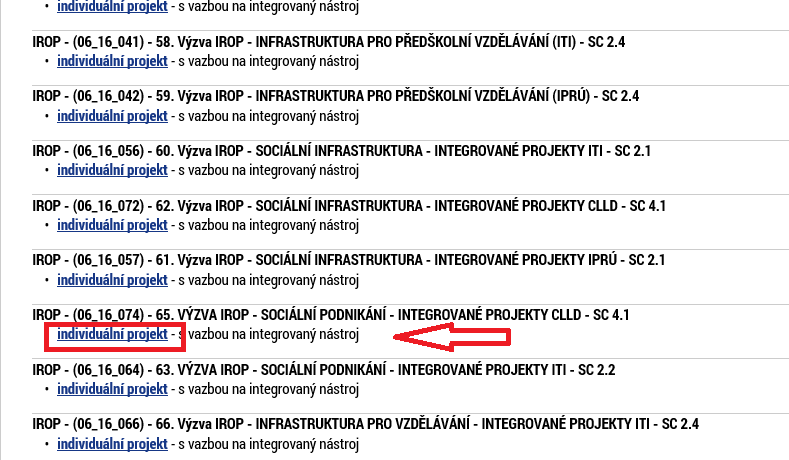 • individuální projekt - s vazbou na integrovaný nástroj
IROP - (06_16_041) - 58. Výzva IROP - INFRASTRUKTURA PRO PŘEDŠKOLNÍ VZDĚLÁVÁNÍ (ITI) - SC 2.4
• individuální projekt - s vazbou na integrovaný nástroj
IROP - (06_16_042) - 59. Výzva IROP - INFRASTRUKTURA PRO PŘEDŠKOLNÍ VZDĚLÁVÁNÍ (IPRÚ) - SC 2.4
• individuální projekt - s vazbou na integrovaný nástroj
IROP - (06_16_056) - 60. Výzva IROP - SOCIÁLNÍ INFRASTRUKTURA - INTEGROVANÉ PROJEKTY ITI - SC 2.1
• individuální projekt - s vazbou na integrovaný nástroj
IROP - (06_16_072) - 62. Výzva IROP - SOCIÁLNÍ INFRASTRUKTURA - INTEGROVANÉ PROJEKTY CLLD - SC 4.1
• individuální projekt - s vazbou na integrovaný nástroj
IROP - (06_16_057) - 61. Výzva IROP - SOCIÁLNÍ INFRASTRUKTURA - INTEGROVANÉ PROJEKTY IPRÚ - SC 2.1
• individuální projekt - s vazbou na integrovaný nástroj
IROP - (06_16_074) - 65. VÝZVA IROP - SOCIÁLNÍ PODNIKÁNÍ - INTEGROVANÉ PROJEKTY CLLD - SC 4.1
individuální projekt - s vazbou na integrovaný nástroj
IROP - (06_16_064) - 63. VÝZVA IROP - SOCIÁLNÍ PODNIKÁNÍ - INTEGROVANÉ PROJEKTY ITI - SC 2.2
• individuální projekt - s vazbou na integrovaný nástroj
IROP - (06_16_066) - 66. Výzva IROP - INFRASTRUKTURA PRO VZDĚLÁVÁNÍ - INTEGROVANÉ PROJEKTY ITI - SC 2.4
• individuální projekt - s vazbou na integrovaný nástroj